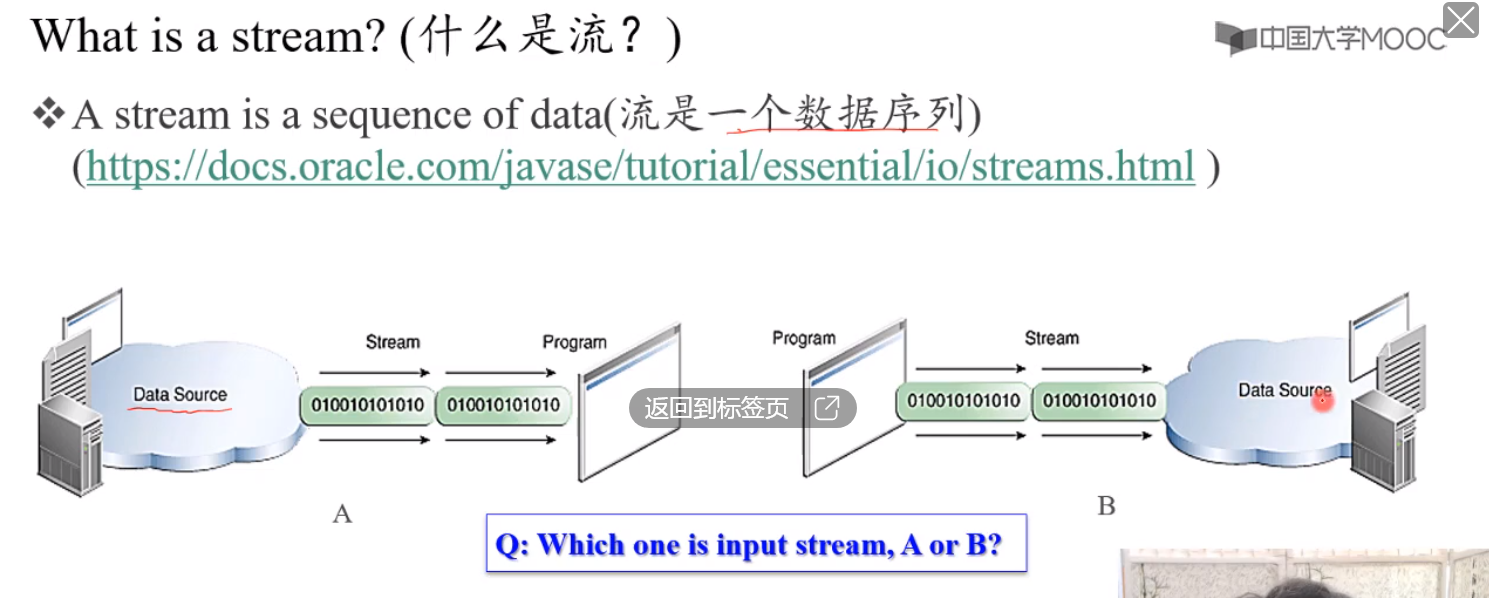 What is a stream? (什么是流？)
中国大学MOOC
❖A stream is a sequence of data(流是一个数据序列)
(https://docs.oracle.com/javase/tutorial/essential/io/streams.html )
Stream
Program
Data Source
010010101010
010010101010
A
返回到标签页
Program
Stream
010010101010
010010101010
Data Source
B
Q: Which one is input stream, A or B?